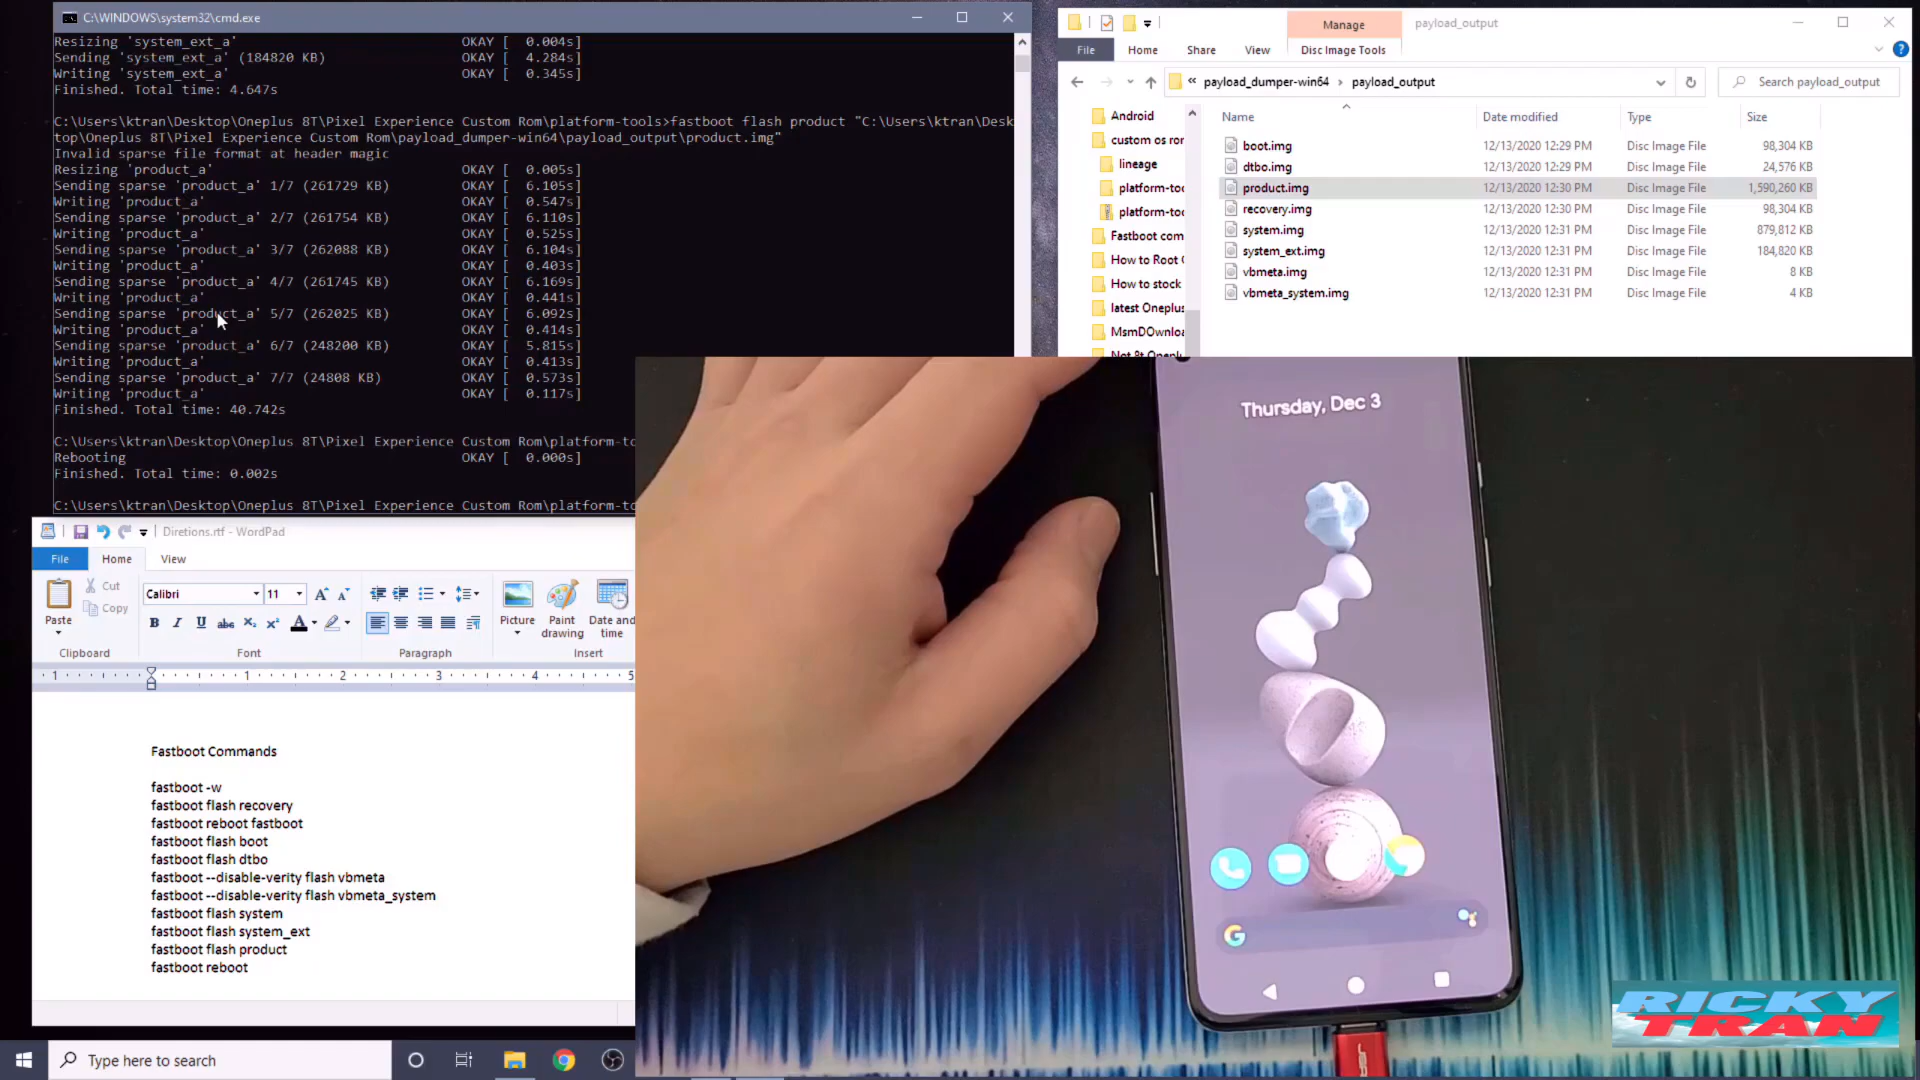 C:\WINDOWS\system32\cmd.exe
Resizing 'system_ext_a' OKAY [ 0.004s]
Sending 'system_ext_a' (184820 KB) OKAY [ 4.284s]
Writing 'system_ext_a' OKAY [ 0.345s]
Finished. Total time: 4.647s
C:\Users\ktran\Desktop\Oneplus 8T\Pixel Experience Custom Rom\platform-tools>fastboot flash product "C:\Users\ktran\Desk
top\Oneplus 8T\Pixel Experience Custom Rom\payload_dumper-win64\payload_output\product.img"
Invalid sparse file format at header magic
Resizing 'product_a' OKAY [ 0.005s]
Sending sparse 'product_a' 1/7 (261729 KB) OKAY [ 6.105s]
Writing 'product_a' OKAY [ 0.547s]
Sending sparse 'product_a' 2/7 (261754 KB) OKAY [ 6.110s]
Writing 'product_a' OKAY [ 0.525s]
Sending sparse 'product_a' 3/7 (262088 KB) OKAY [ 6.104s]
Writing 'product_a' OKAY [ 0.403s]
Sending sparse 'product_a' 4/7 (261745 KB) OKAY [ 6.169s]
Writing 'product_a' OKAY [ 0.441s]
Sending sparse 'product_a' 5/7 (262025 KB) OKAY [ 6.092s]
Writing 'product_a' OKAY [ 0.414s]
Sending sparse 'product_a' 6/7 (248200 KB) OKAY [ 5.815s]
Writing 'product_a' OKAY [ 0.413s]
Sending sparse 'product_a' 7/7 (24808 KB) OKAY [ 0.573s]
Writing 'product_a' OKAY [ 0.117s]
Finished. Total time: 40.742s
C:\Users\ktran\Desktop\Oneplus 8T\Pixel Experience Custom Rom\platform-to
Rebooting OKAY [ 0.000s]
Finished. Total time: 0.002s
C:\Users\ktran\Desktop\Oneplus 8T\Pixel Experience Custom Rom\platform-to
Manage payload_output
File Home Share View Disc Image Tools
« payload_dumper-win64 › payload_output Search payload_output
Name Date modified Type Size
Android
custom os ror
lineage
platform-too
platform-too
Fastboot com
How to Root
How to stock
latest Oneplus
MsmDOwnloa
boot.img 12/13/2020 12:29 PM Disc Image File 98,304 KB
dtbo.img 12/13/2020 12:29 PM Disc Image File 24,576 KB
product.img 12/13/2020 12:30 PM Disc Image File 1,590,260 KB
recovery.img 12/13/2020 12:30 PM Disc Image File 98,304 KB
system.img 12/13/2020 12:31 PM Disc Image File 879,812 KB
system_ext.img 12/13/2020 12:31 PM Disc Image File 184,820 KB
vbmeta.img 12/13/2020 12:31 PM Disc Image File 8 KB
vbmeta_system.img 12/13/2020 12:31 PM Disc Image File 4 KB
Thursday, Dec 3
Diretions.rtf - WordPad
File Home View
Paste Cut Copy Calibri 11 Picture Paint drawing Date and time
Clipboard Font Paragraph Insert
1 1 2 3 4 5
Fastboot Commands
fastboot -w
fastboot flash recovery
fastboot reboot fastboot
fastboot flash boot
fastboot flash dtbo
fastboot --disable-verity flash vbmeta
fastboot --disable-verity flash vbmeta_system
fastboot flash system
fastboot flash system_ext
fastboot flash product
fastboot reboot
RICKY
TRAN
Type here to search